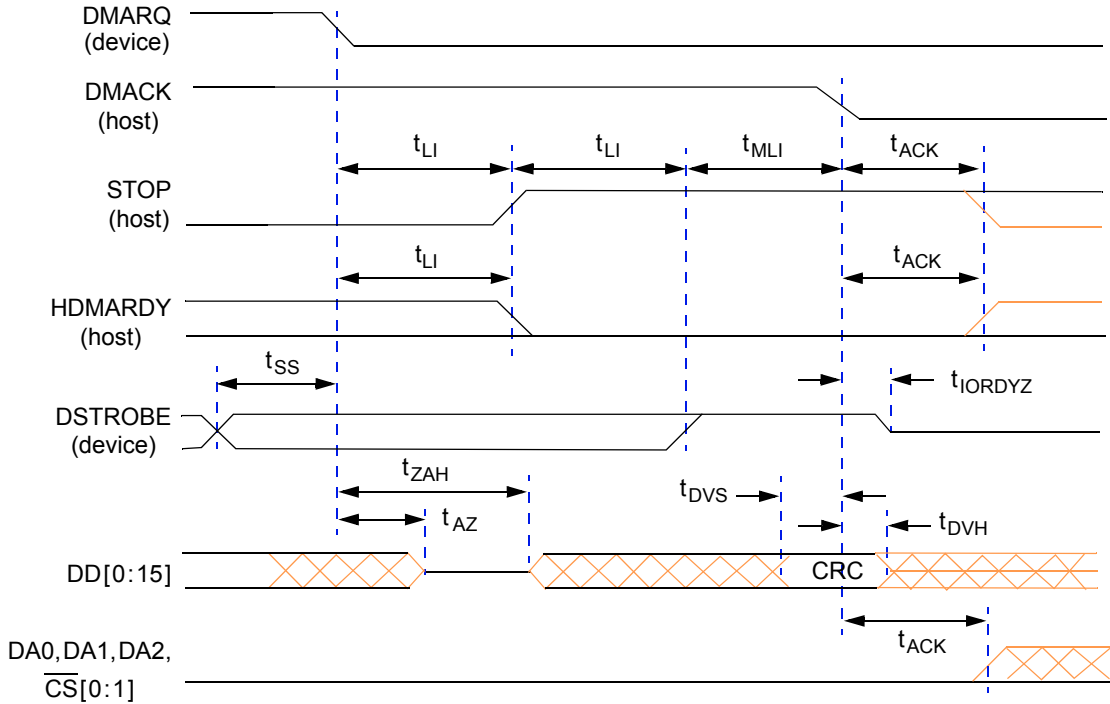 DMARQ
(device)
DMACK
(host)
tLI tLI tMLI tACK
STOP
(host)
tLI tACK
HDMARDY
(host)
tSS
tIORDYZ
DSTROBE
(device)
tZAH
tDVS
tAZ
tDVH
DD[0:15]
CRC
tACK
DA0,DA1,DA2,
CS[0:1]